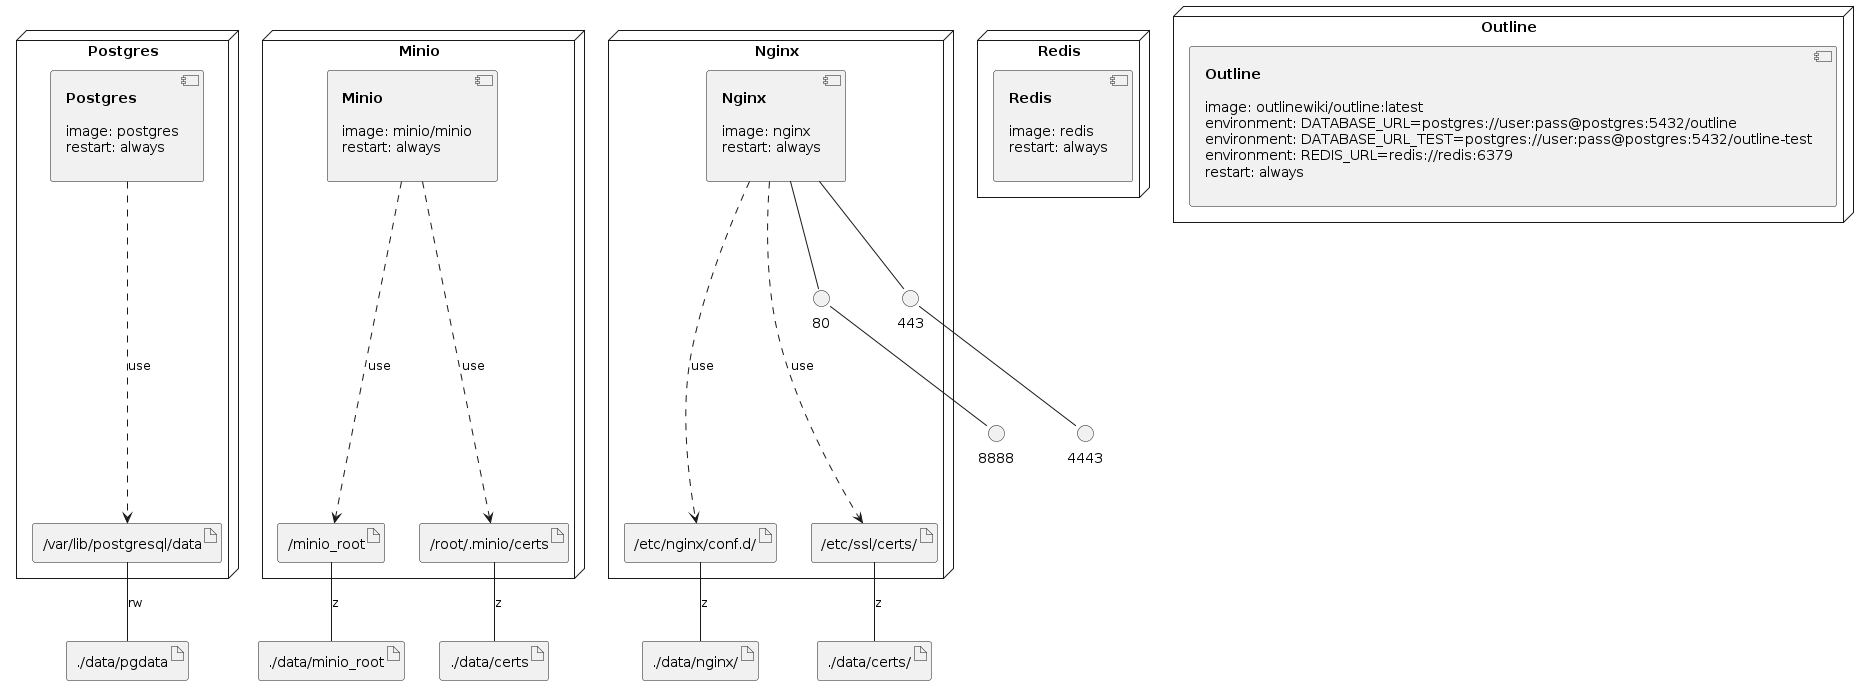 Postgres
Postgres
image: postgres
restart: always
use
/var/lib/postgresql/data
rw
./data/pgdata
Minio
Minio
image: minio/minio
restart: always
use
use
/minio_root
/root/.minio/certs
z
z
./data/minio_root
./data/certs
Nginx
Nginx
image: nginx
restart: always
80
443
use
use
8888
4443
/etc/nginx/conf.d/
/etc/ssl/certs/
z
z
./data/nginx/
./data/certs/
Redis
Redis
image: redis
restart: always
Outline
Outline
image: outlinewiki/outline:latest
environment: DATABASE_URL=postgres://user:pass@postgres:5432/outline
environment: DATABASE_URL_TEST=postgres://user:pass@postgres:5432/outline-test
environment: REDIS_URL=redis://redis:6379
restart: always